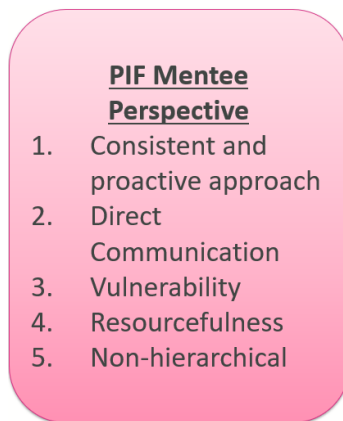 PIF Mentee
Perspective
1. Consistent and
proactive approach
2. Direct
Communication
3. Vulnerability
4. Resourcefulness
5. Non-hierarchical